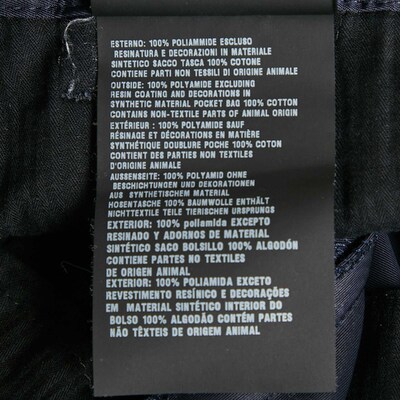 ESTERNO: 100% POLIAMMIDE ESCLUSO
RESINATURA E DECORAZIONI IN MATERIALE
SINTETICO SACCO TASCA 100% COTONE
CONTIENE PARTI NON TESSILI DI ORIGINE ANIMALE
OUTSIDE: 100% POLYAMIDE EXCLUDING
RESIN COATING AND DECORATIONS IN
SYNTHETIC MATERIAL POCKET BAG 100% COTTON
CONTAINS NON-TEXTILE PARTS OF ANIMAL ORIGIN
EXTÉRIEUR : 100% POLYAMIDE SAUF
RÉSINAGE ET DÉCORATIONS EN MATIÈRE
SYNTHÉTIQUE DOUBLURE POCHE 100% COTON
CONTIENT DES PARTIES NON TEXTILES
D'ORIGINE ANIMALE
AUSSENSEITE: 100% POLYAMID OHNE
BESCHICHTUNGEN UND DEKORATIONEN
AUS SYNTHETISCHEM MATERIAL
HOSENTASCHE 100% BAUMWOLLE ENTHÄLT
NICHTTEXTILE TEILE TIERISCHEN URSPRUNGS
EXTERIOR: 100% poliamida EXCEPTO
RESINADO Y ADORNOS DE MATERIAL
SINTÉTICO SACO BOLSILLO 100% ALGODÓN
CONTIENE PARTES NO TEXTILES
DE ORIGEN ANIMAL
EXTERIOR: 100% POLIAMIDA EXCETO
REVESTIMENTO RESÍNICO E DECORAÇÕES
EM MATERIAL SINTÉTICO INTERIOR DO
BOLSO 100% ALGODÃO CONTÉM PARTES
NÃO TÊXTEIS DE ORIGEM ANIMAL